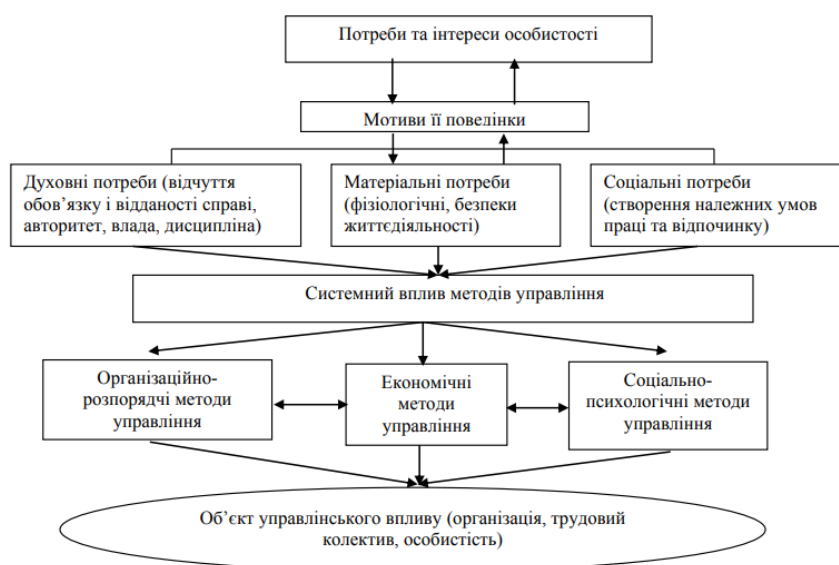 Потреби та інтереси особистості
Мотиви її поведінки
Духовні потреби (відчуття
обов’язку і відданості справі,
авторитет, влада, дисципліна)
Матеріальні потреби
(фізіологічні, безпеки
життєдіяльності)
Соціальні потреби
(створення належних умов
праці та відпочинку)
Системний вплив методів управління
Організаційно-
розпорядчі методи
управління
Економічні
методи
управління
Соціально-
психологічні методи
управління
Об’єкт управлінського впливу (організація, трудовий
колектив, особистість)